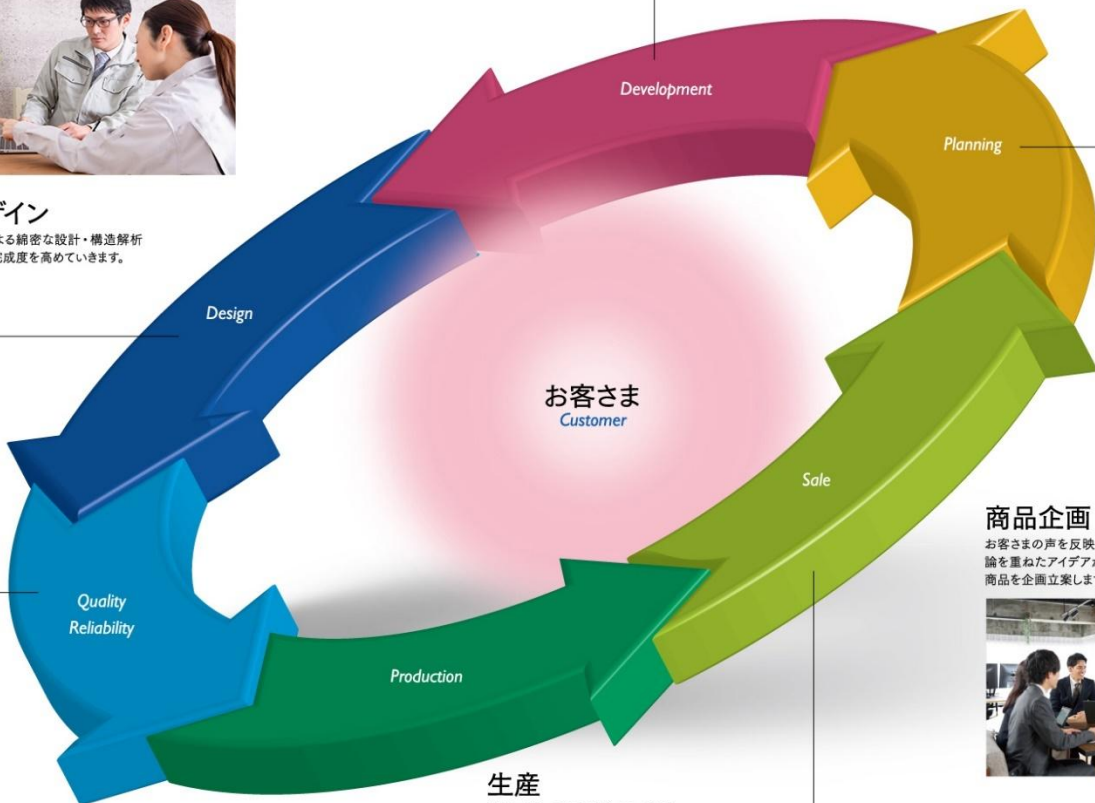 Development
Planning
ザイン
よる綿密な設計・構造解析
完成度を高めていきます。
Design
お客さま
Customer
Sale
商品企画
お客さまの声を反映
論を重ねたアイデア
商品を企画立案しま
Quality
Reliability
Production
生産